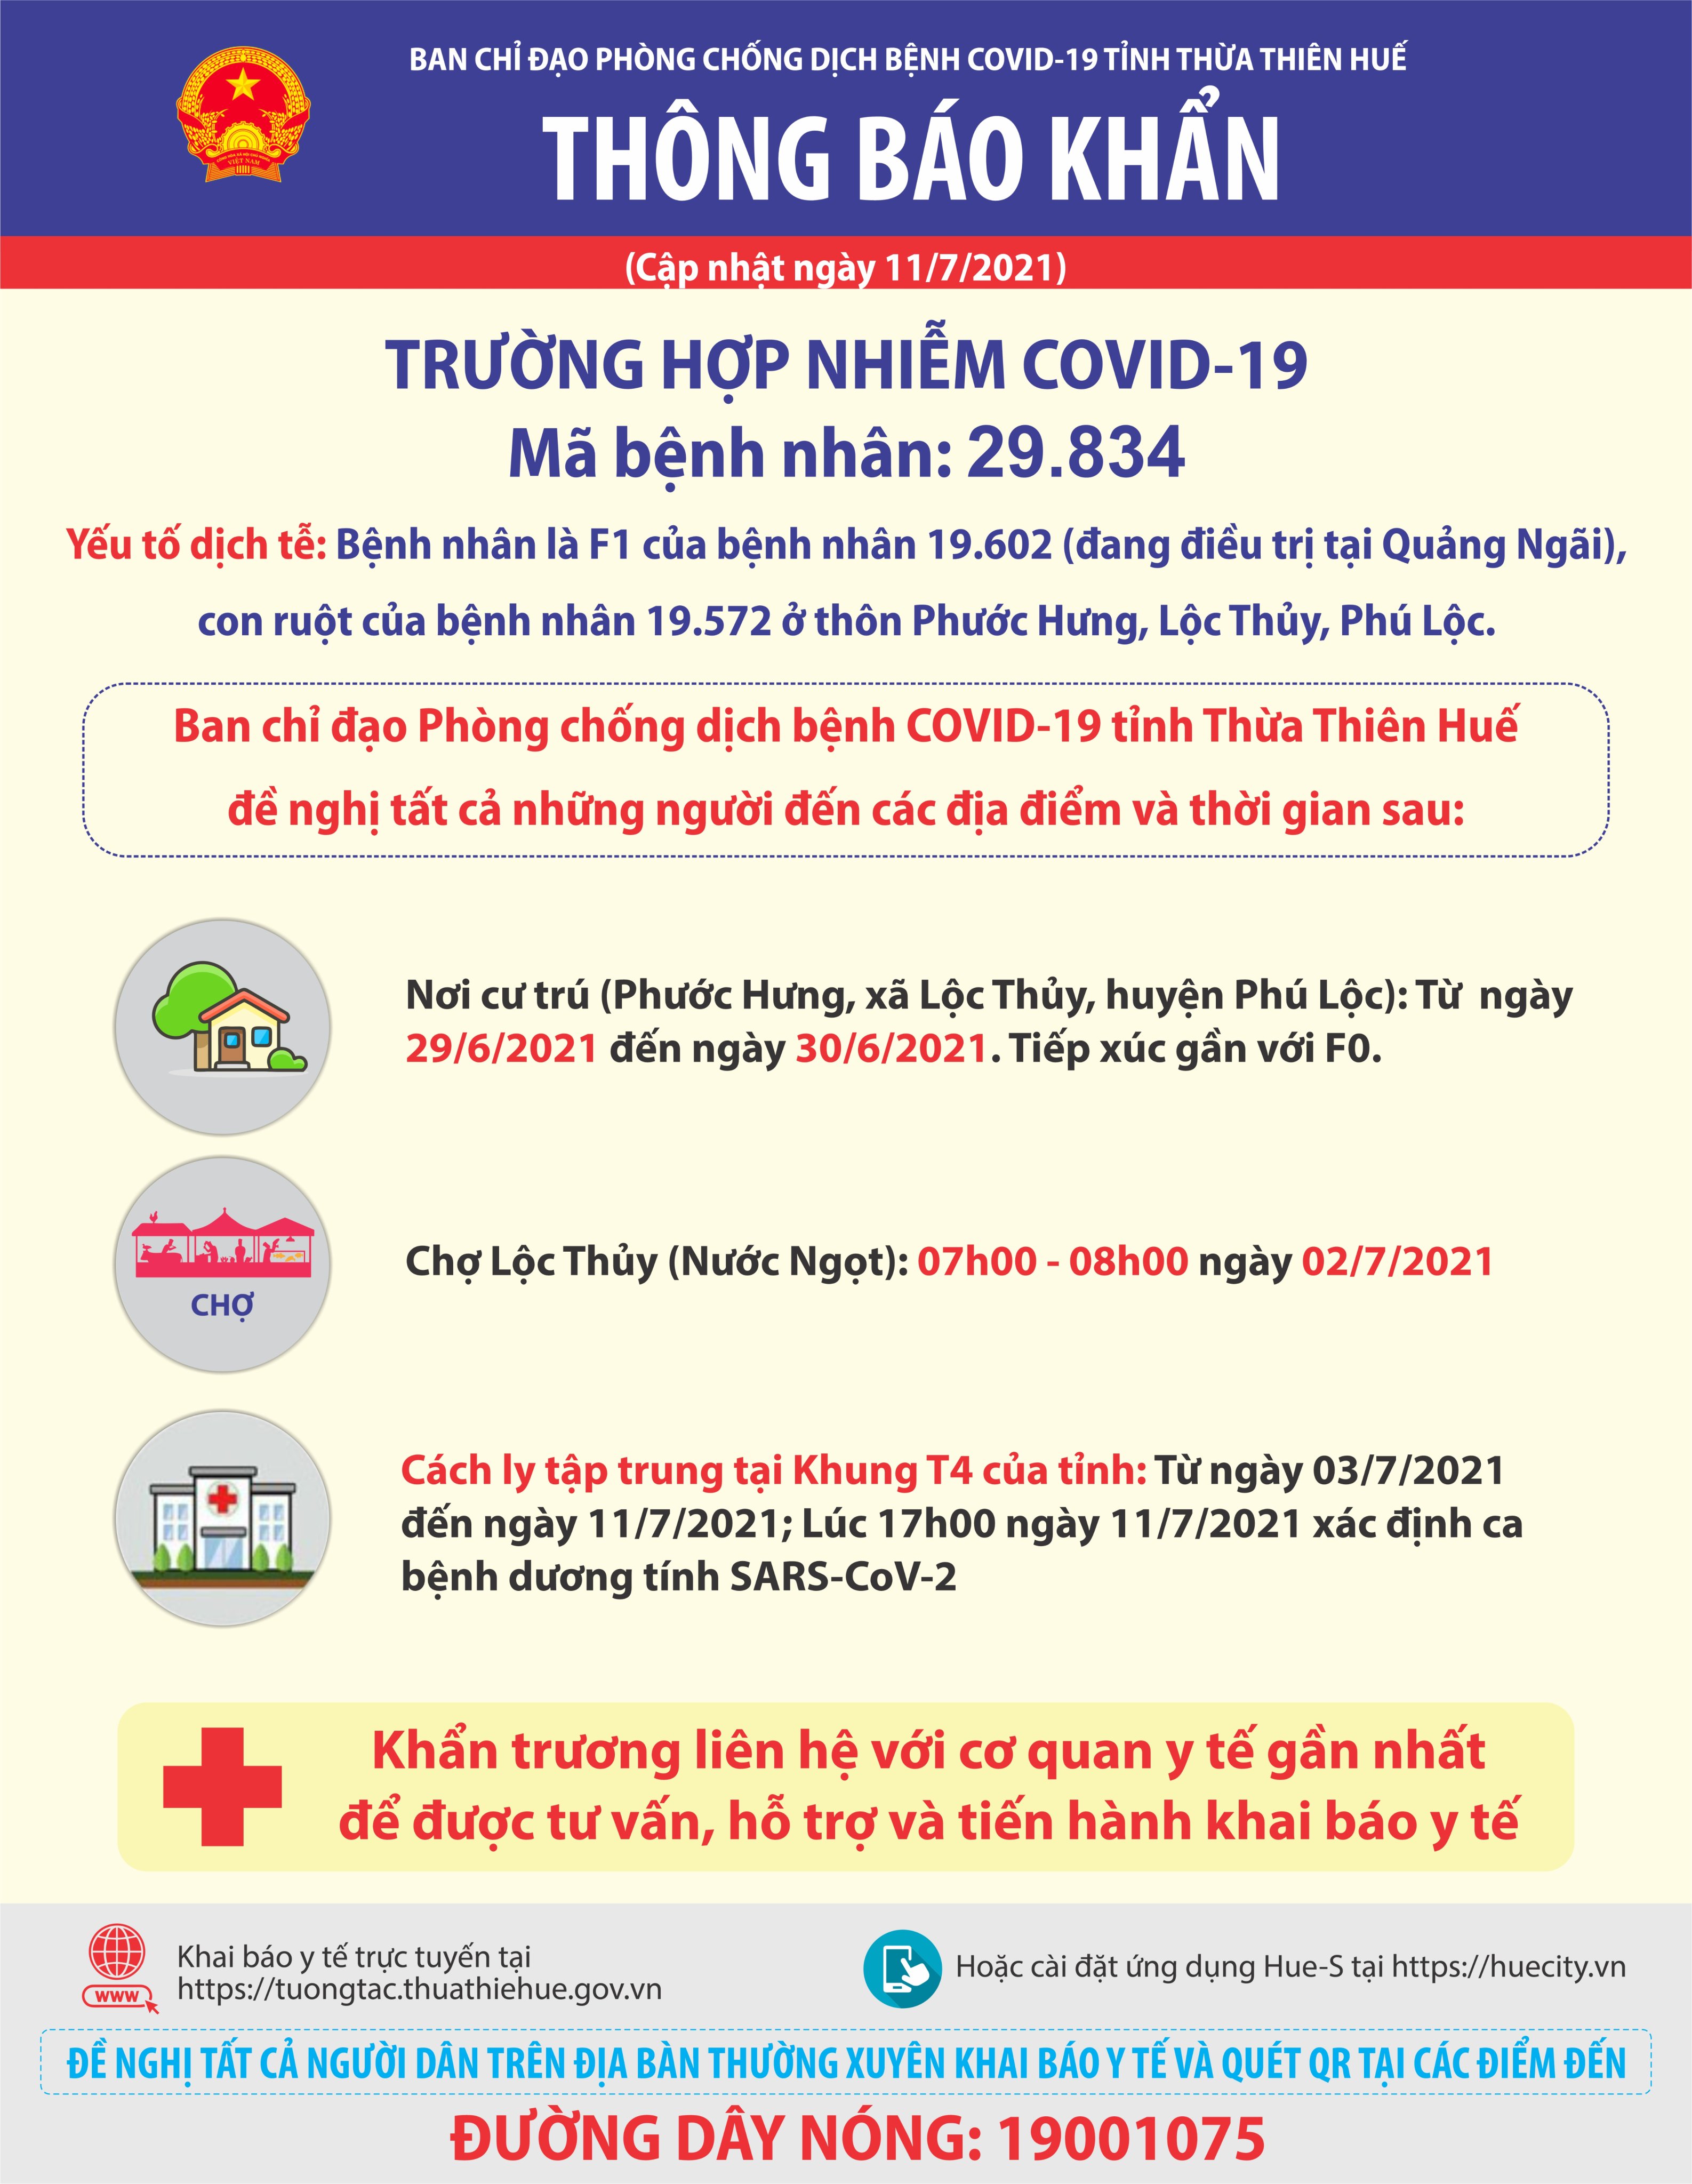 BAN CHỈ ĐẠO PHÒNG CHỐNG DỊCH BỆNH COVID-19 TỈNH THỪA THIÊN HUẾ
THÔNG BÁO KHẨN
VIỆT NAM
(Cập nhật ngày 11/7/2021)
TRƯỜNG HỢP NHIỄM COVID-19
Mã bệnh nhân: 29.834
Yếu tố dịch tễ: Bệnh nhân là F1 của bệnh nhân 19.602 (đang điều trị tại Quảng Ngãi),
con ruột của bệnh nhân 19.572 ở thôn Phước Hưng, Lộc Thủy, Phú Lộc.
Ban chỉ đạo Phòng chống dịch bệnh COVID-19 tỉnh Thừa Thiên Huế
đề nghị tất cả những người đến các địa điểm và thời gian sau:
Nơi cư trú (Phước Hưng, xã Lộc Thủy, huyện Phú Lộc): Từ ngày
29/6/2021 đến ngày 30/6/2021. Tiếp xúc gần với F0.
CHỢ
Chợ Lộc Thủy (Nước Ngọt): 07h00 - 08h00 ngày 02/7/2021
Cách ly tập trung tại Khung T4 của tỉnh: Từ ngày 03/7/2021
đến ngày 11/7/2021; Lúc 17h00 ngày 11/7/2021 xác định ca
bệnh dương tính SARS-CoV-2
Khẩn trương liên hệ với cơ quan y tế gần nhất
để được tư vấn, hỗ trợ và tiến hành khai báo y tế
Khai báo y tế trực tuyến tại
https://tuongtac.thuathiehue.gov.vn
WWW
Hoặc cài đặt ứng dụng Hue-S tại https://huecity.vn
ĐỀ NGHỊ TẤT CẢ NGƯỜI DÂN TRÊN ĐỊA BÀN THƯỜNG XUYÊN KHAI BÁO Y TẾ VÀ QUÉT QR TẠI CÁC ĐIỂM ĐẾN
ĐƯỜNG DÂY NÓNG: 19001075